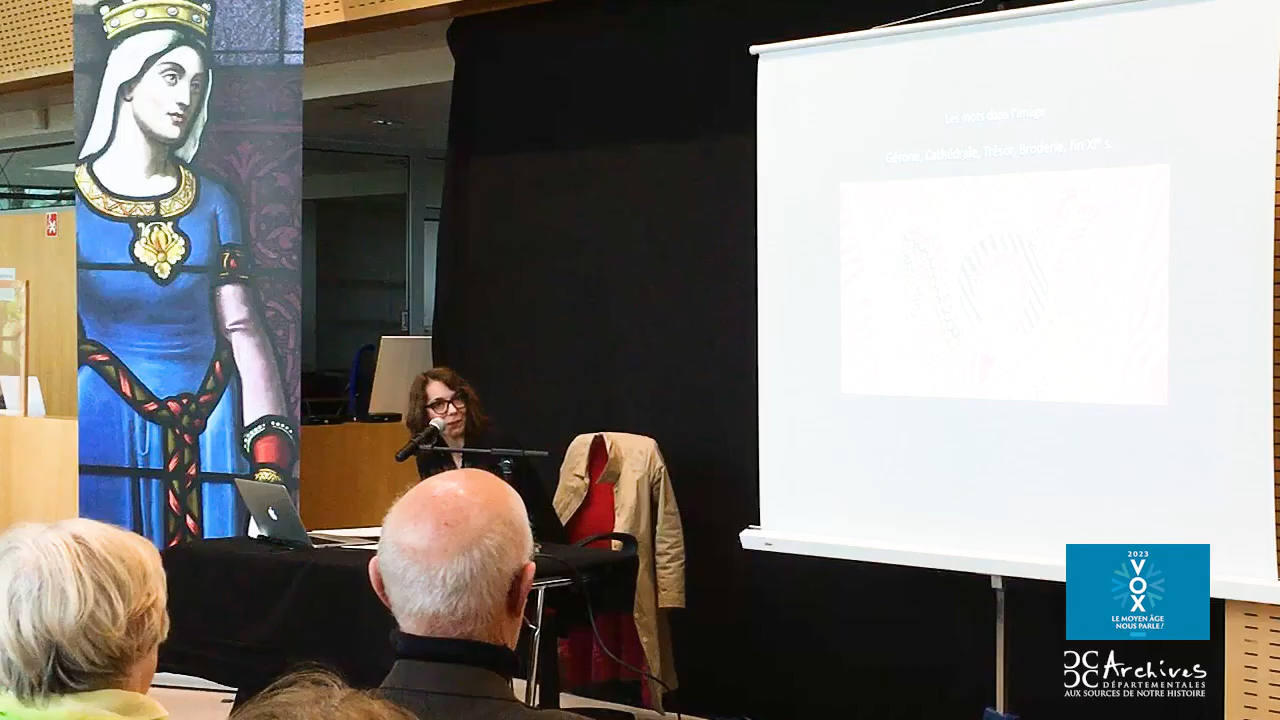 Les mots dans l'image
Gérone, Cathédrale, Trésor, Broderie, fin XIe s.
2023
VOX
LE MOYEN ÂGE
NOUS PARLE!
Archives
DÉPARTEMENTALES
AUX SOURCES DE NOTRE HISTOIRE